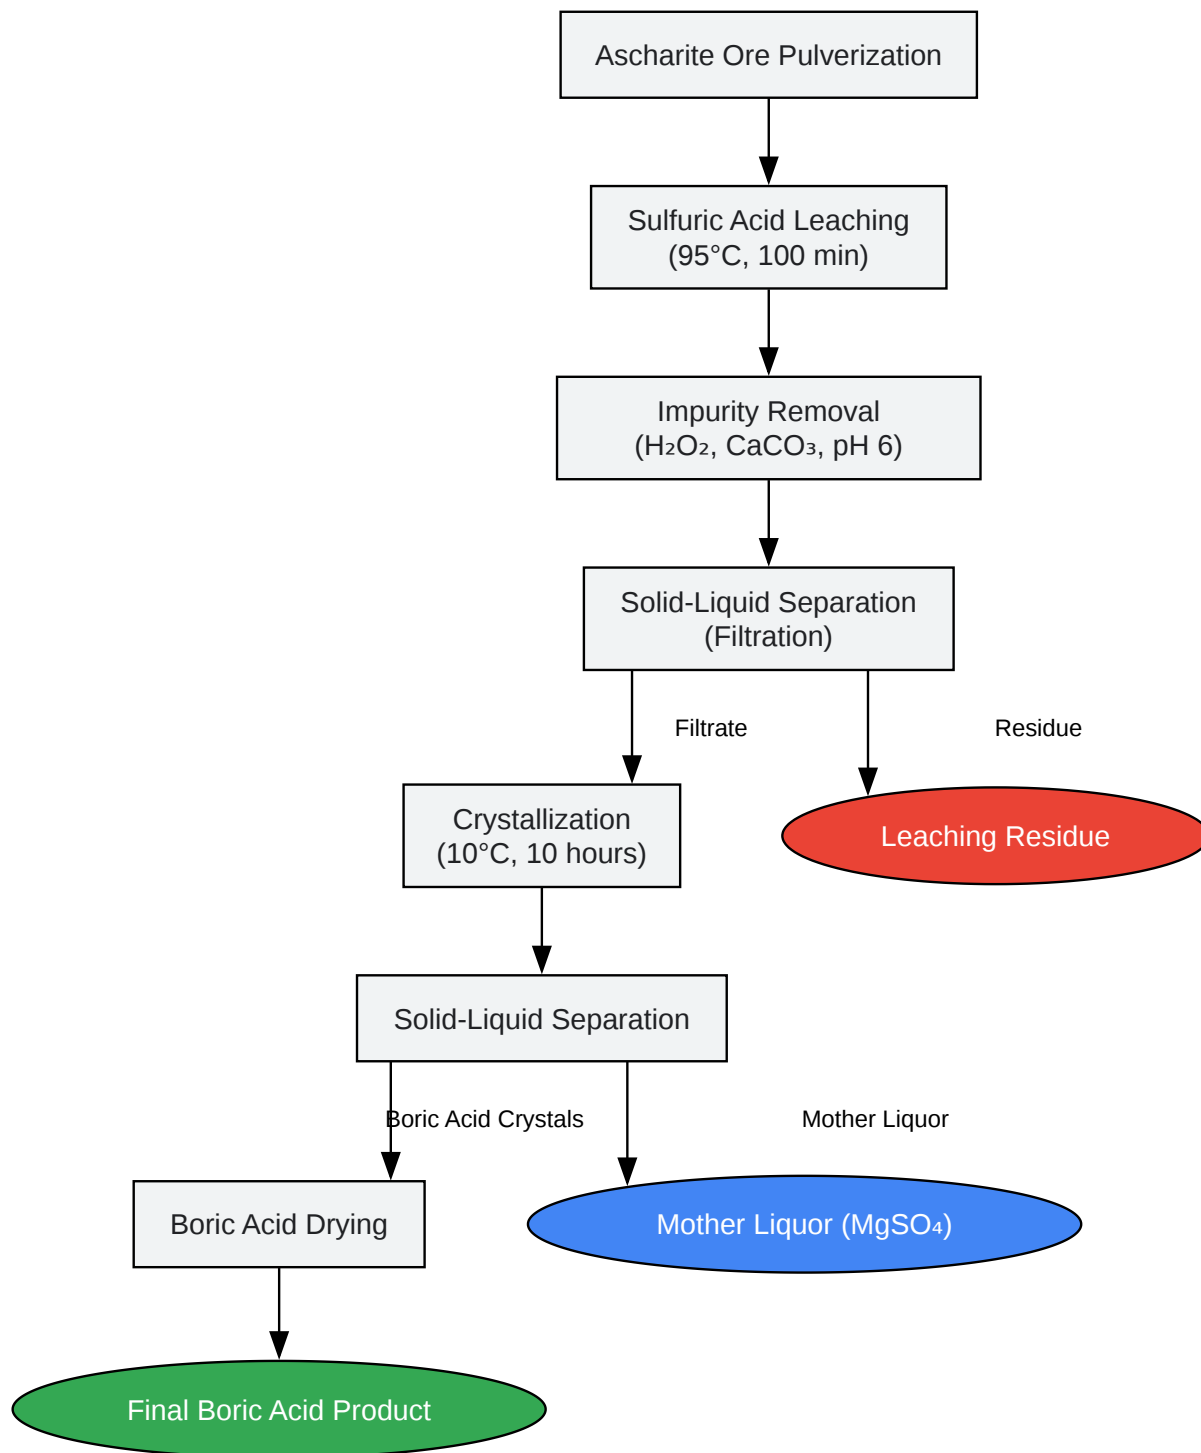 Ascharite Ore Pulverization
Sulfuric Acid Leaching
(95°C, 100 min)
Impurity Removal
(H₂O₂, CaCO₃, pH 6)
Solid-Liquid Separation
(Filtration)
Filtrate
Residue
Crystallization
(10°C, 10 hours)
Leaching Residue
Solid-Liquid Separation
Boric Acid Crystals
Mother Liquor
Boric Acid Drying
Mother Liquor (MgSO₄)
Final Boric Acid Product